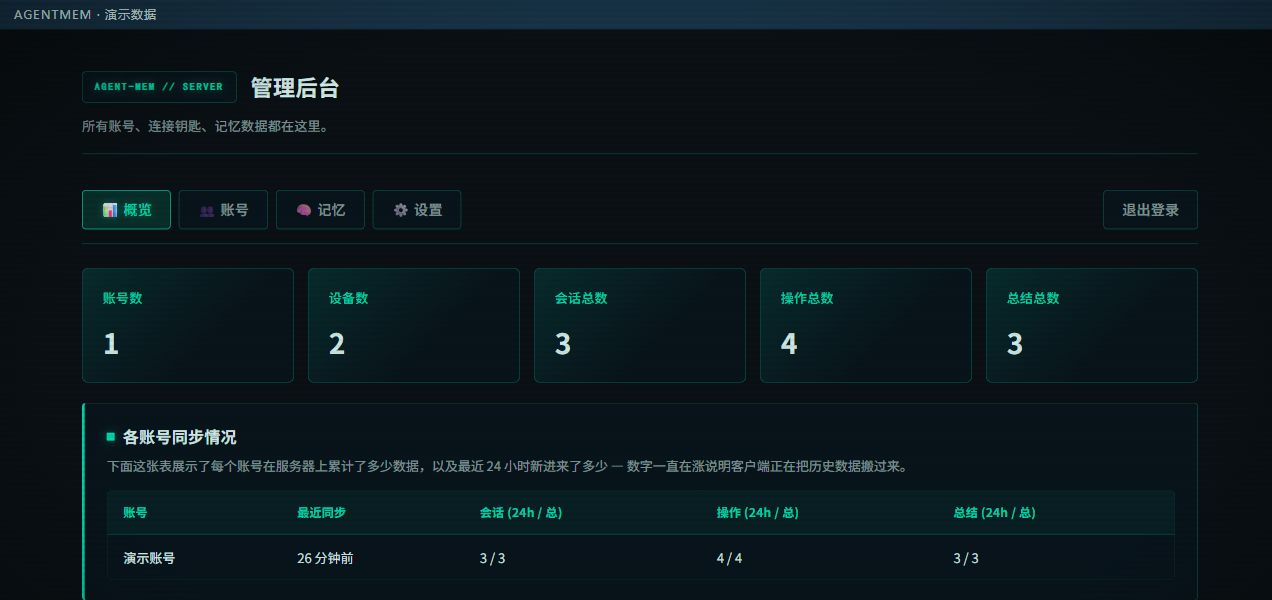 AGENTMEM · 演示数据
AGENT-MEM // SERVER 管理后台
所有账号、连接钥匙、记忆数据都在这里。
概览 账号 记忆 设置 退出登录
账号数 设备数 会话总数 操作总数 总结总数
1 2 3 4 3
各账号同步情况
下面这张表展示了每个账号在服务器上累计了多少数据，以及最近 24 小时新进来了多少 — 数字一直在涨说明客户端正在把历史数据搬过来。
账号 最近同步 会话 (24h / 总) 操作 (24h / 总) 总结 (24h / 总)
演示账号 26 分钟前 3 / 3 4 / 4 3 / 3